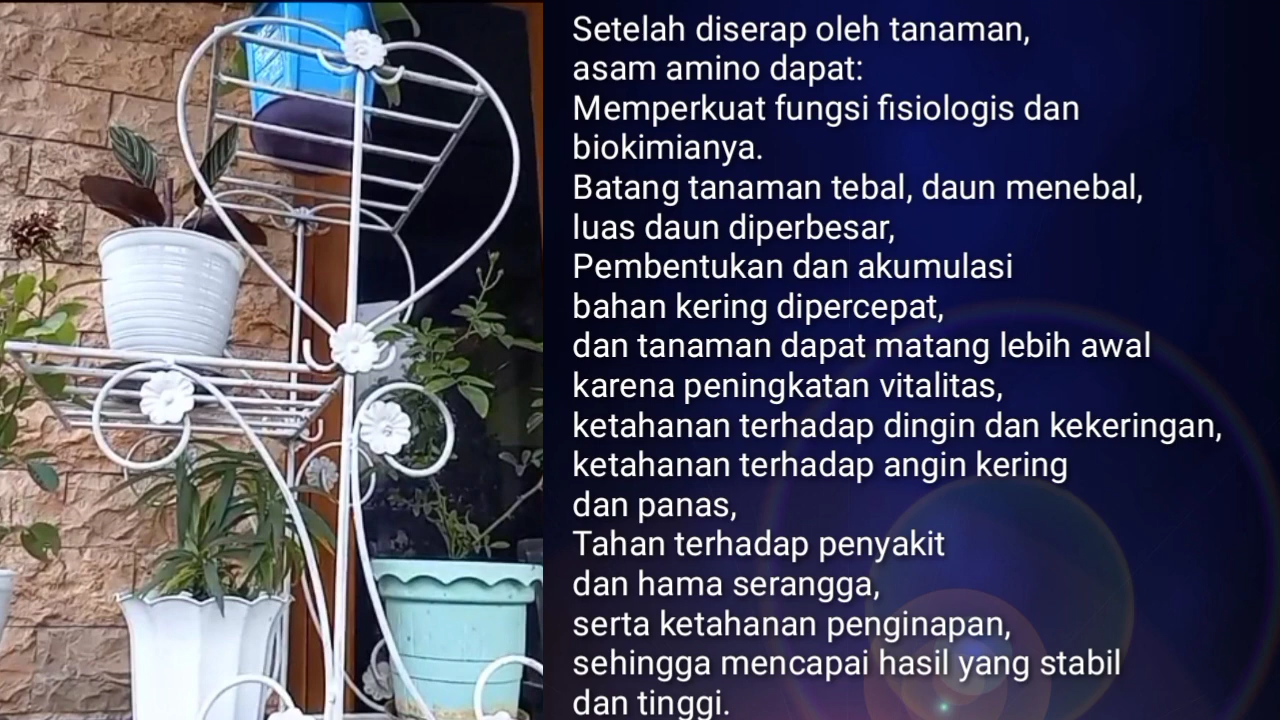 Setelah diserap oleh tanaman,
asam amino dapat:
Memperkuat fungsi fisiologis dan
biokimianya.
Batang tanaman tebal, daun menebal,
luas daun diperbesar,
Pembentukan dan akumulasi
bahan kering dipercepat,
dan tanaman dapat matang lebih awal
karena peningkatan vitalitas,
ketahanan terhadap dingin dan kekeringan,
ketahanan terhadap angin kering
dan panas,
Tahan terhadap penyakit
dan hama serangga,
serta ketahanan penginapan,
sehingga mencapai hasil yang stabil
dan tinggi.